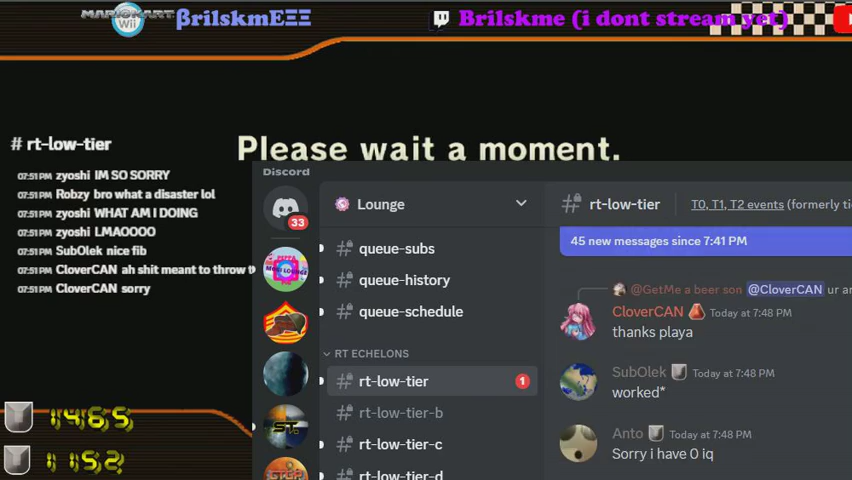 MARIOKART
Wii
βrilskmEΞΞ
Brilskme (i dont stream yet)
# rt-low-tier
Please wait a moment.
07:51 PM zyoshi IM SO SORRY
07:51 PM Robzy bro what a disaster lol
07:51 PM zyoshi WHAT AM I DOING
07:51 PM zyoshi LMAOOOO
07:51 PM SubOlek nice fib
07:51 PM CloverCAN ah shit meant to throw t
07:51 PM CloverCAN sorry
1465
1152
Discord
33
Lounge
queue-subs
queue-history
queue-schedule
RT ECHELONS
rt-low-tier 1
rt-low-tier-b
rt-low-tier-c
rt-low-tier-d
rt-low-tier
T0, T1, T2 events (formerly tie
45 new messages since 7:41 PM
@GetMe a beer son @CloverCAN ur ar
CloverCAN Today at 7:48 PM
thanks playa
SubOlek Today at 7:48 PM
worked*
Anto Today at 7:48 PM
Sorry i have 0 iq